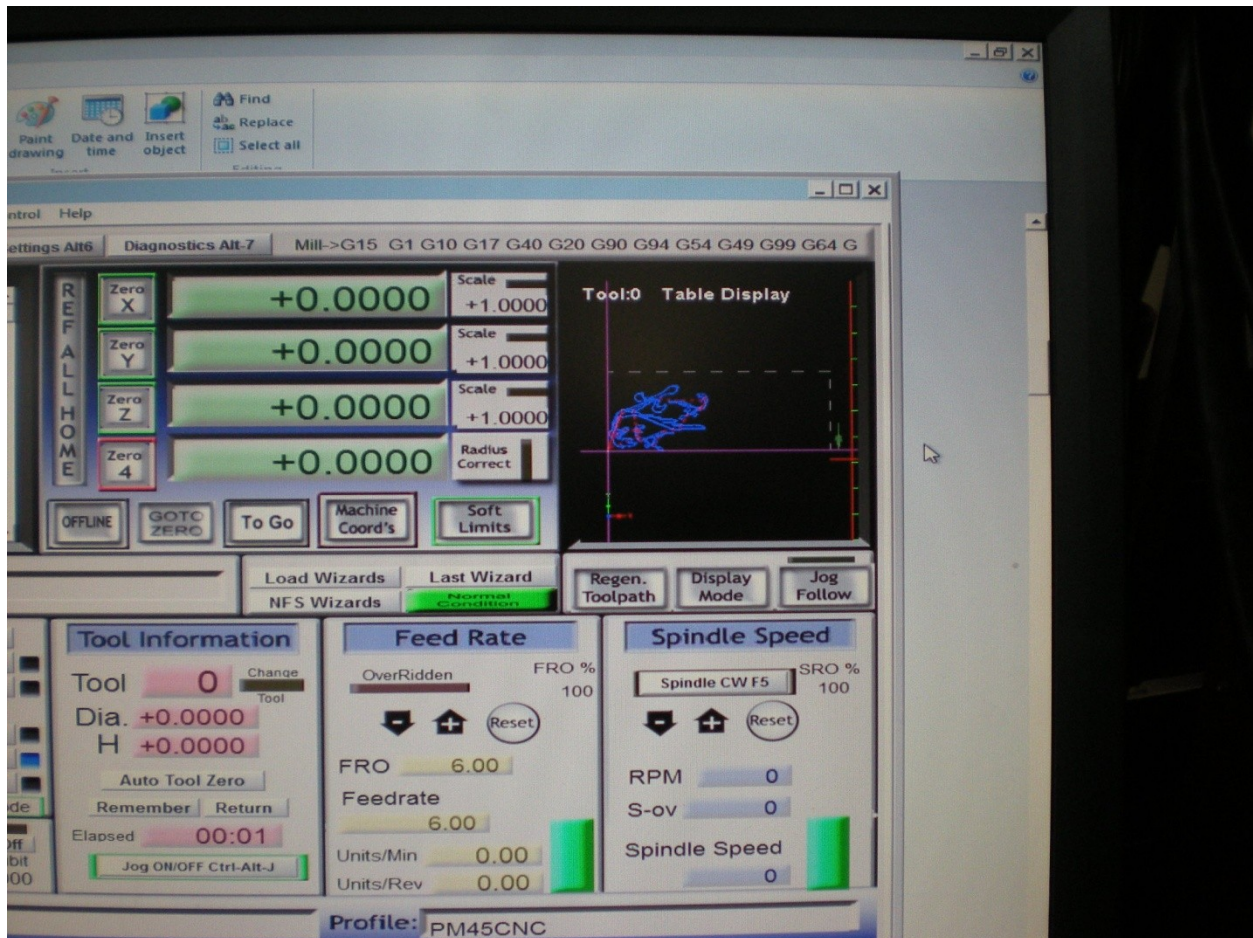 Paint drawing
Date and time
Insert object
Find
Replace
Select all
ntrol Help
ettings Alt6 Diagnostics Alt-7 Mill->G15 G1 G10 G17 G40 G20 G90 G94 G54 G49 G99 G64 G
REF ALL HOME
Zero X +0.0000 Scale +1.0000
Zero Y +0.0000 Scale +1.0000
Zero Z +0.0000 Scale +1.0000
Zero 4 +0.0000 Radius Correct
Tool:0 Table Display
OFFLINE GOTO ZERO To Go Machine Coord's Soft Limits
Load Wizards Last Wizard
NFS Wizards Normal Condition
Regen. Toolpath Display Mode Jog Follow
Tool Information
Tool 0 Change Tool
Dia. +0.0000
H +0.0000
Auto Tool Zero
Remember Return
Elapsed 00:01
Jog ON/OFF Ctrl-Alt-J
Feed Rate
OverRidden FRO % 100
Reset
FRO 6.00
Feedrate
6.00
Units/Min 0.00
Units/Rev 0.00
Spindle Speed
Spindle CW F5 SRO % 100
Reset
RPM 0
S-ov 0
Spindle Speed
0
Profile: PM45CNC